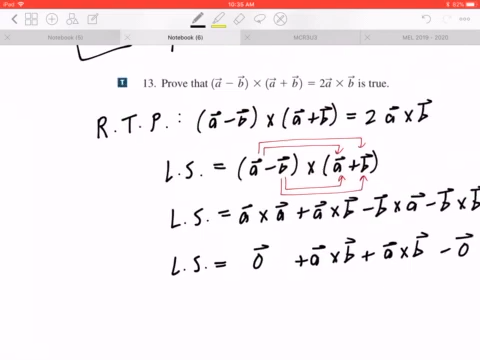 iPad 10:36 AM 82%
Notebook (6) Notebook (6) MCR3U3 MEL 2019 - 2020
T 13. Prove that (a⃗ − b⃗) × (a⃗ + b⃗) = 2a⃗ × b⃗ is true.
R.T.P.: (a⃗ − b⃗) × (a⃗ + b⃗) = 2 a⃗ × b⃗
L.S. = (a⃗ − b⃗) × (a⃗ + b⃗)
L.S. = a⃗ × a⃗ + a⃗ × b⃗ − b⃗ × a⃗ − b⃗ × b⃗
L.S. = 0⃗ + a⃗ × b⃗ + a⃗ × b⃗ − 0⃗